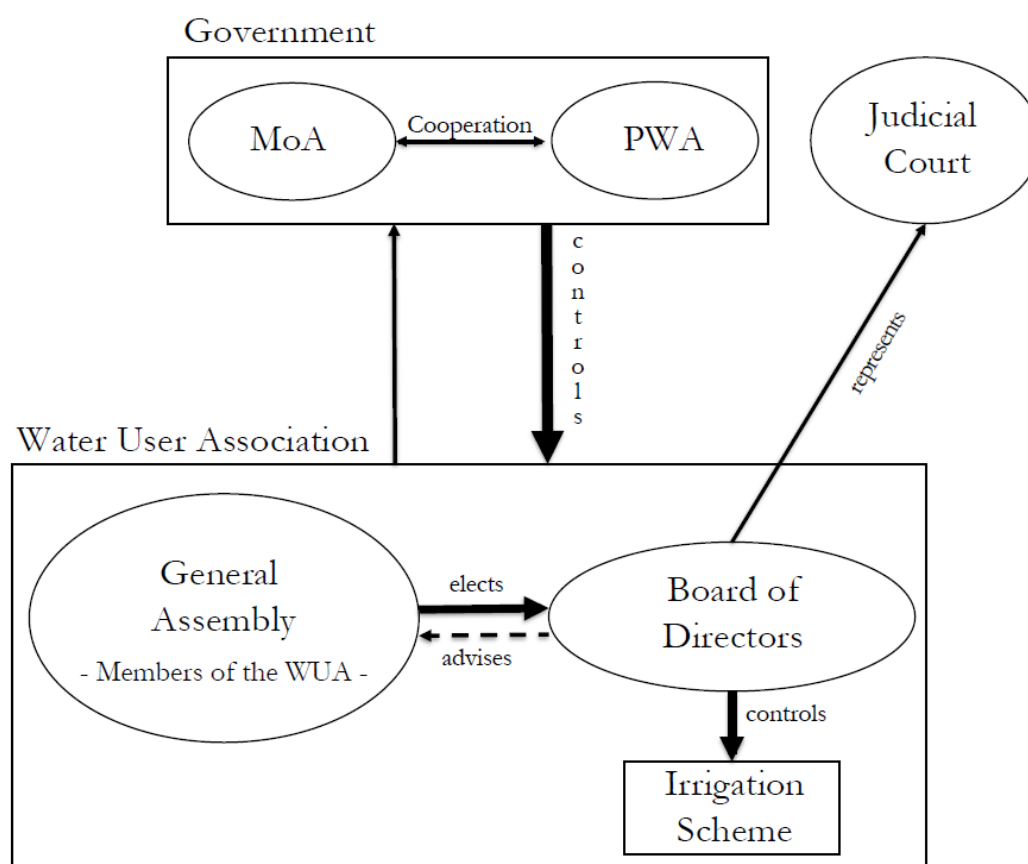 Government
MoA
Cooperation
PWA
Judicial
Court
controls
represents
Water User Association
General
Assembly
- Members of the WUA -
elects
advises
Board of
Directors
controls
Irrigation
Scheme